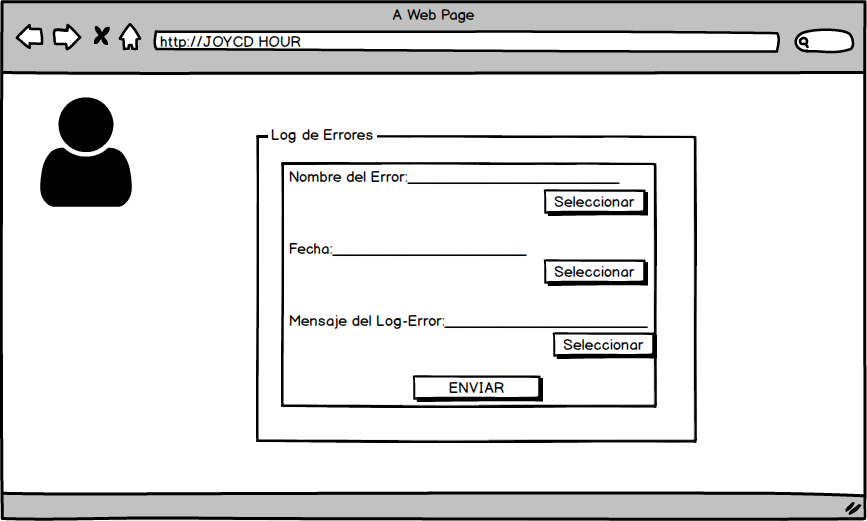 A Web Page
http://JOYCD HOUR
Log de Errores
Nombre del Error:
Seleccionar
Fecha:
Seleccionar
Mensaje del Log-Error:
Seleccionar
ENVIAR